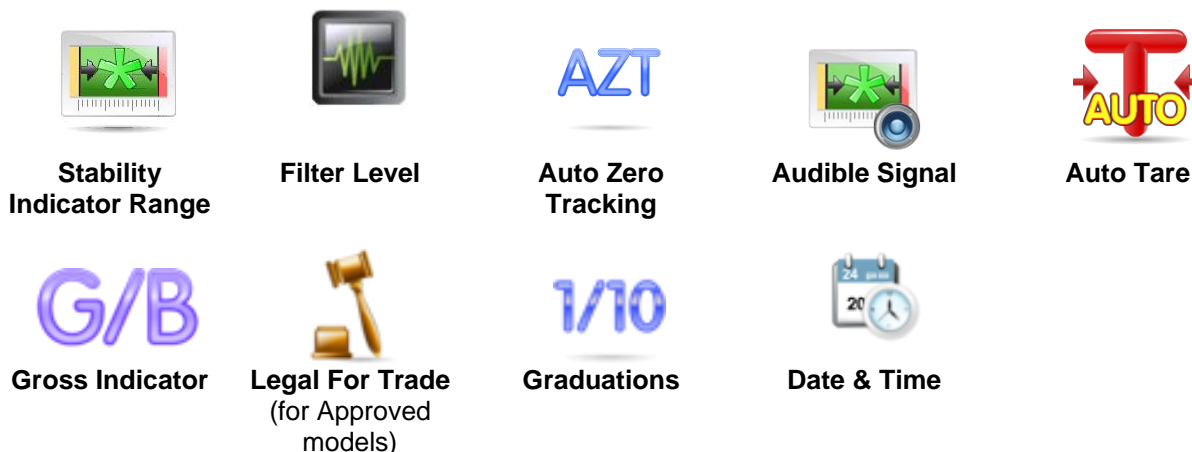 AZT
T
AUTO
Stability
Indicator Range
Filter Level
Auto Zero
Tracking
Audible Signal
Auto Tare
G/B
1/10
24
20
Gross Indicator
Legal For Trade
(for Approved
models)
Graduations
Date & Time